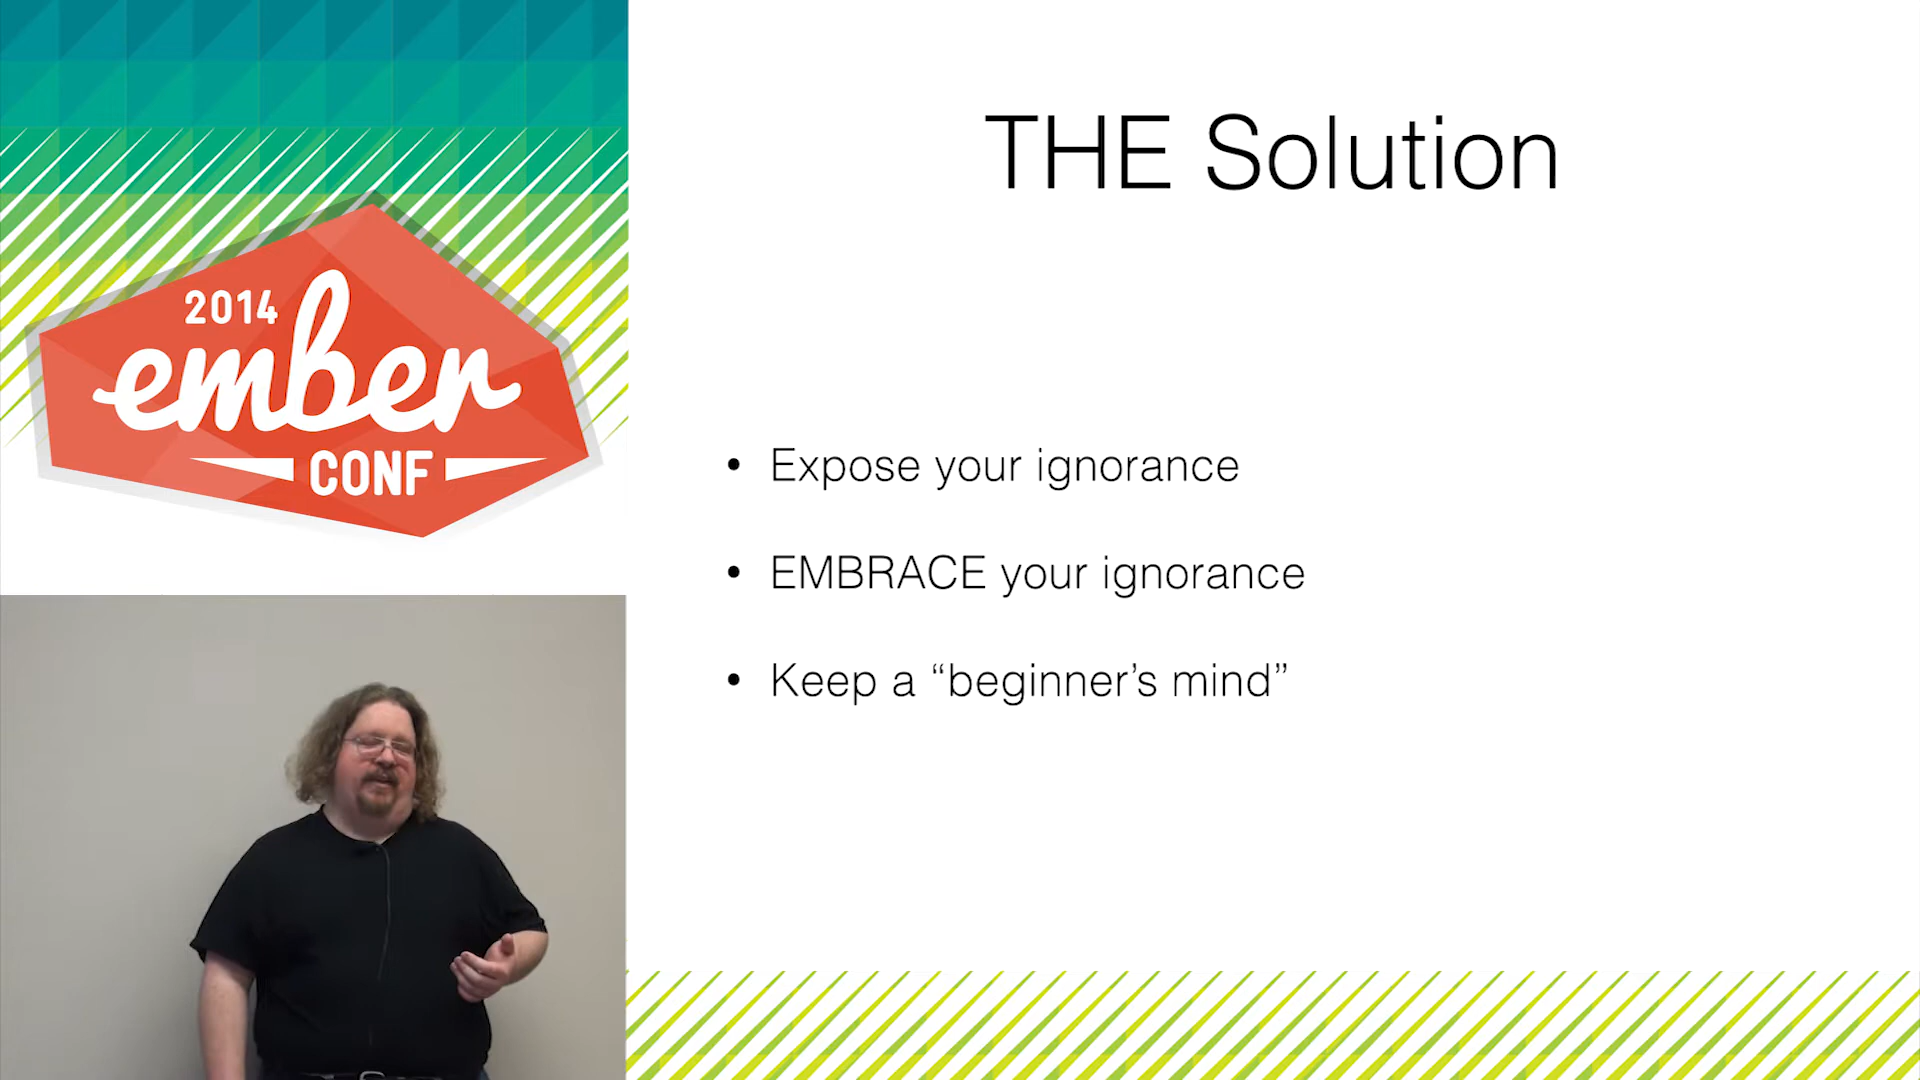 2014
ember
CONF
THE Solution
• Expose your ignorance
• EMBRACE your ignorance
• Keep a “beginner’s mind”